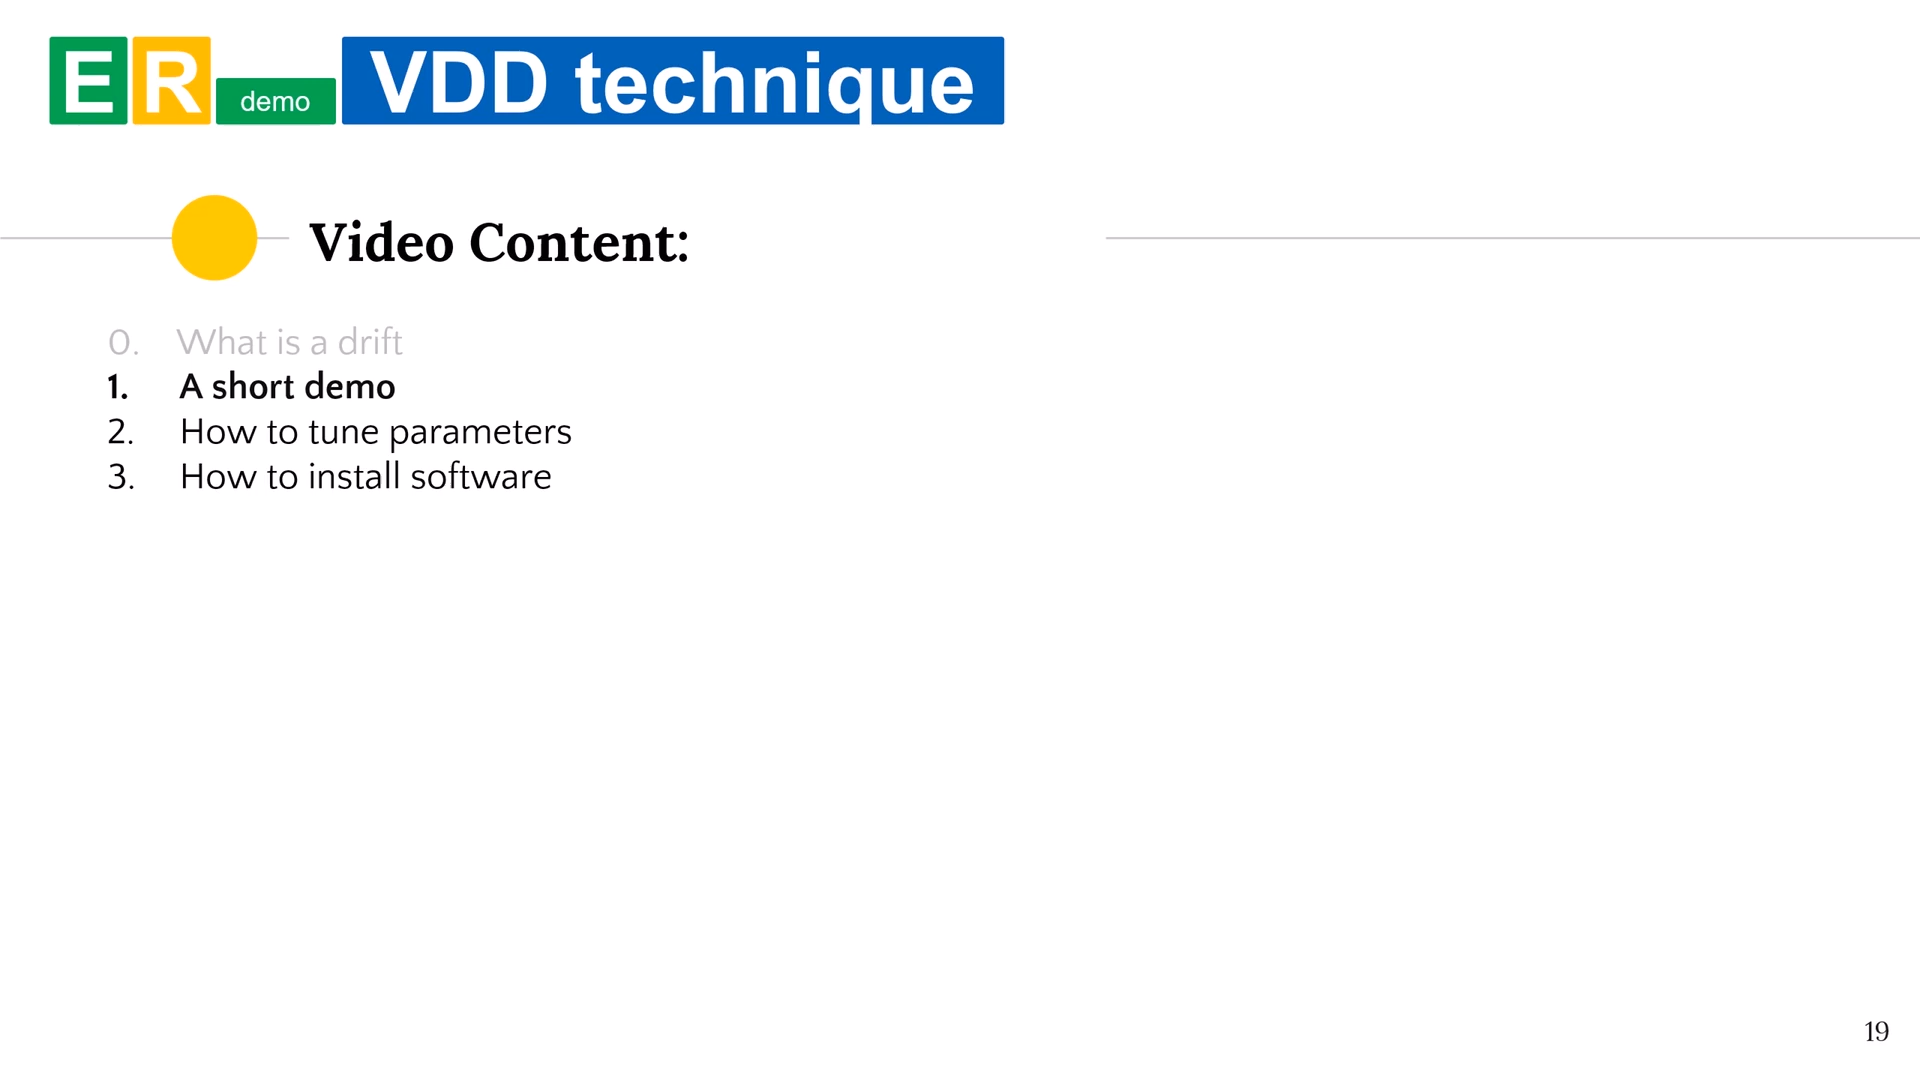 ER demo VDD technique
Video Content:
0. What is a drift
1. A short demo
2. How to tune parameters
3. How to install software
19